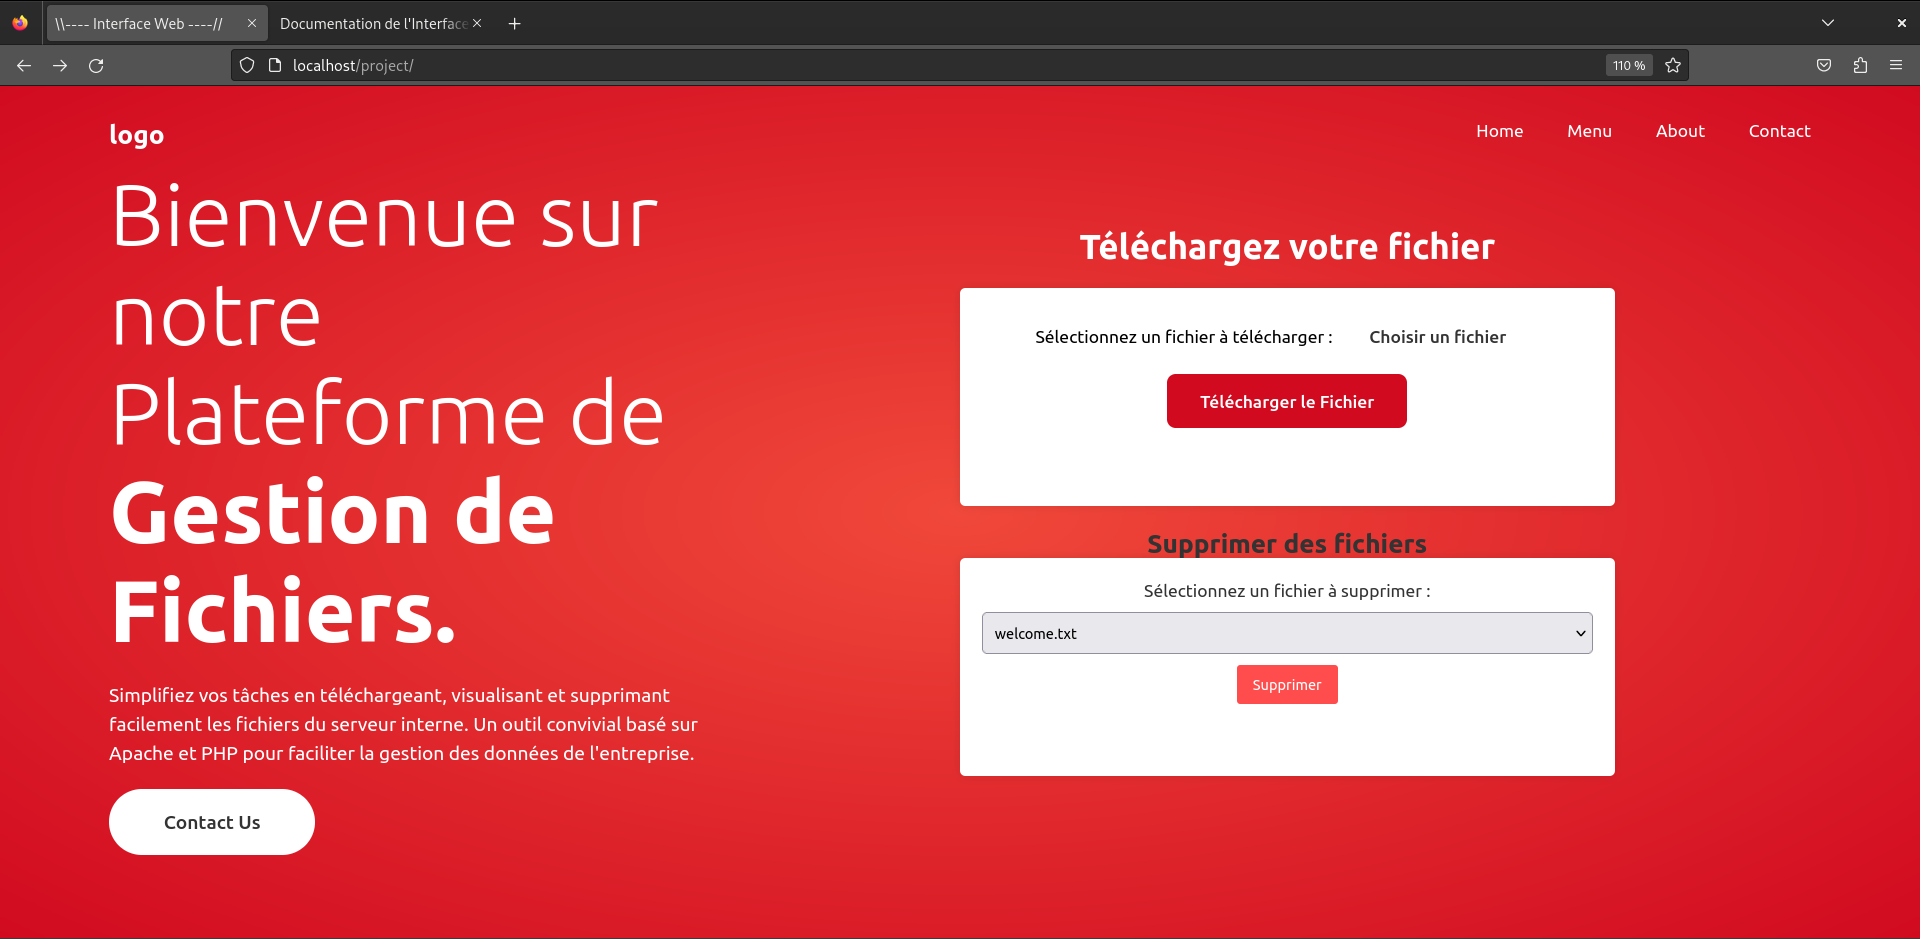 \\---- Interface Web ----//
Documentation de l'Interface
localhost/project/
110 %
logo
Home Menu About Contact
Bienvenue sur
notre
Plateforme de
Gestion de
Fichiers.
Simplifiez vos tâches en téléchargeant, visualisant et supprimant
facilement les fichiers du serveur interne. Un outil convivial basé sur
Apache et PHP pour faciliter la gestion des données de l'entreprise.
Contact Us
Téléchargez votre fichier
Sélectionnez un fichier à télécharger : Choisir un fichier
Télécharger le Fichier
Supprimer des fichiers
Sélectionnez un fichier à supprimer :
welcome.txt
Supprimer